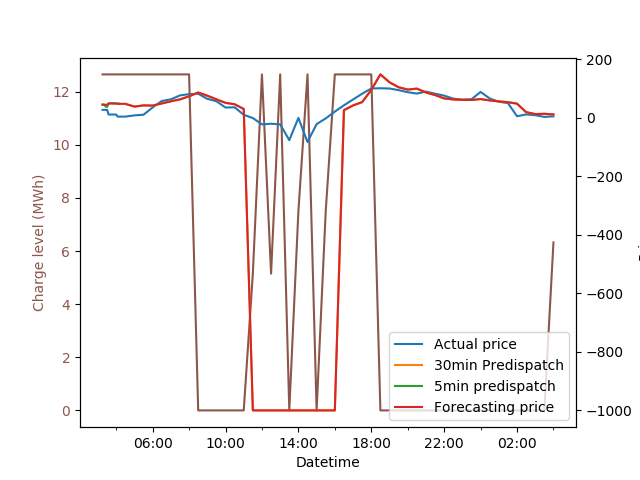 200
12
0
10
−200
8
−400
6
Charge level (MWh)
4
−600
2
−800
0
−1000
Actual price
30min Predispatch
5min predispatch
Forecasting price
06:00 10:00 14:00 18:00 22:00 02:00
Datetime